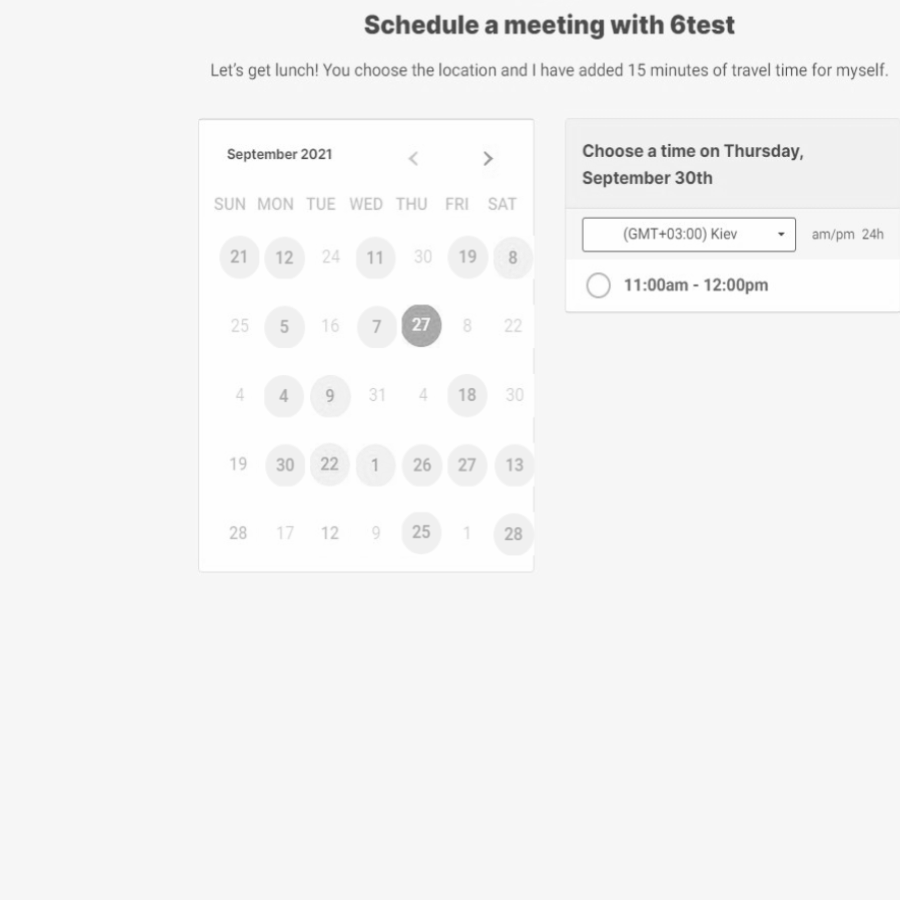 Schedule a meeting with 6test
Let's get lunch! You choose the location and I have added 15 minutes of travel time for myself.
September 2021
SUN MON TUE WED THU FRI SAT
21 12 24 11 30 19 8
25 5 16 7 27 8 22
4 4 9 31 4 18 30
19 30 22 1 26 27 13
28 17 12 9 25 1 28
Choose a time on Thursday,
September 30th
(GMT+03:00) Kiev am/pm 24h
11:00am - 12:00pm